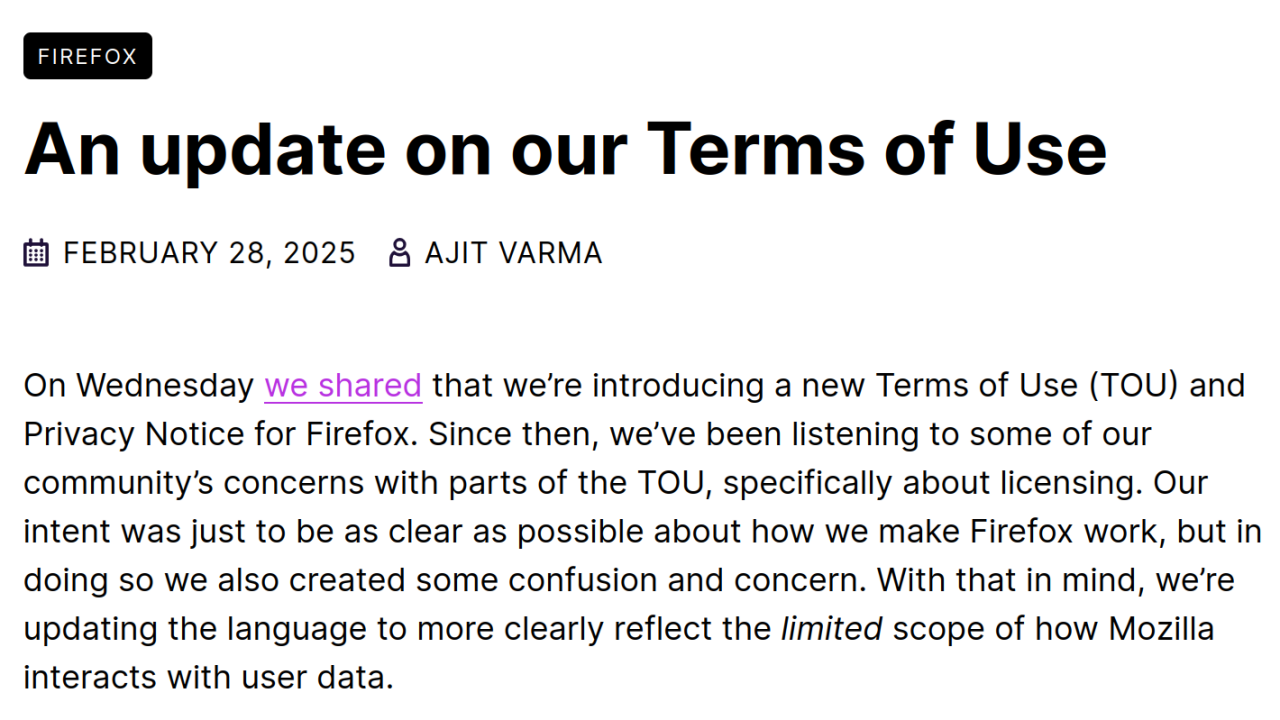 FIREFOX
An update on our Terms of Use
FEBRUARY 28, 2025 AJIT VARMA
On Wednesday we shared that we’re introducing a new Terms of Use (TOU) and
Privacy Notice for Firefox. Since then, we’ve been listening to some of our
community’s concerns with parts of the TOU, specifically about licensing. Our
intent was just to be as clear as possible about how we make Firefox work, but in
doing so we also created some confusion and concern. With that in mind, we’re
updating the language to more clearly reflect the limited scope of how Mozilla
interacts with user data.